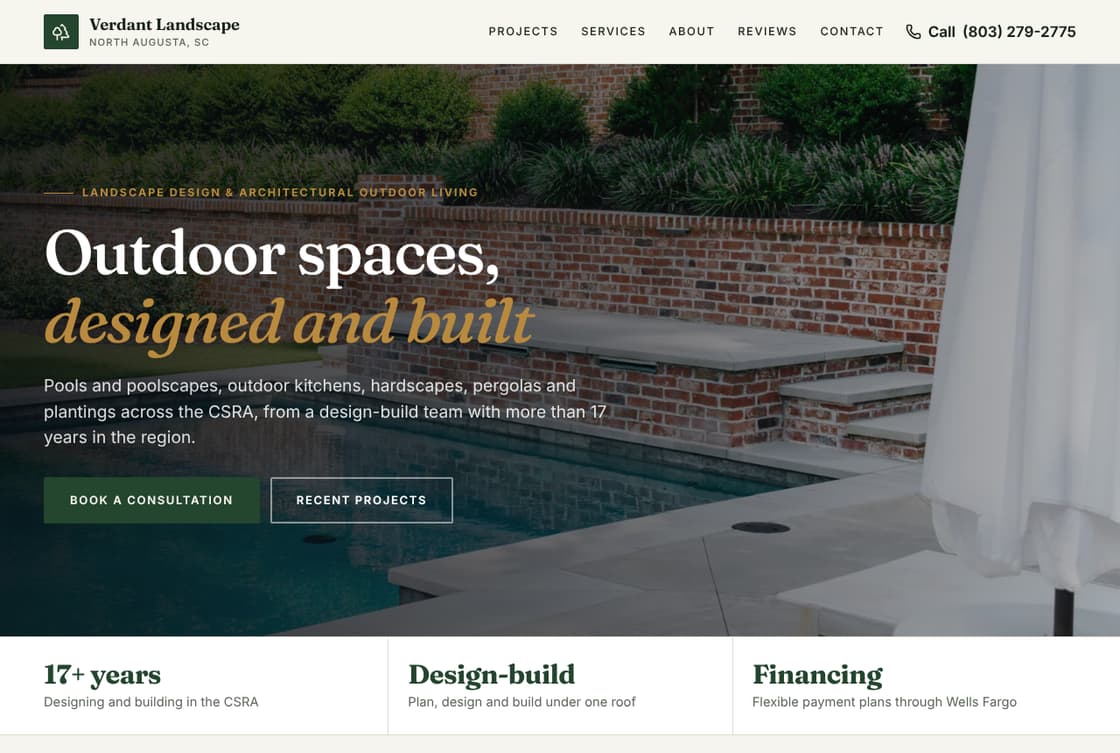 Verdant Landscape
NORTH AUGUSTA, SC
PROJECTS SERVICES ABOUT REVIEWS CONTACT Call (803) 279-2775
LANDSCAPE DESIGN & ARCHITECTURAL OUTDOOR LIVING
Outdoor spaces,
designed and built
Pools and poolscapes, outdoor kitchens, hardscapes, pergolas and
plantings across the CSRA, from a design-build team with more than 17
years in the region.
BOOK A CONSULTATION RECENT PROJECTS
17+ years
Designing and building in the CSRA
Design-build
Plan, design and build under one roof
Financing
Flexible payment plans through Wells Fargo